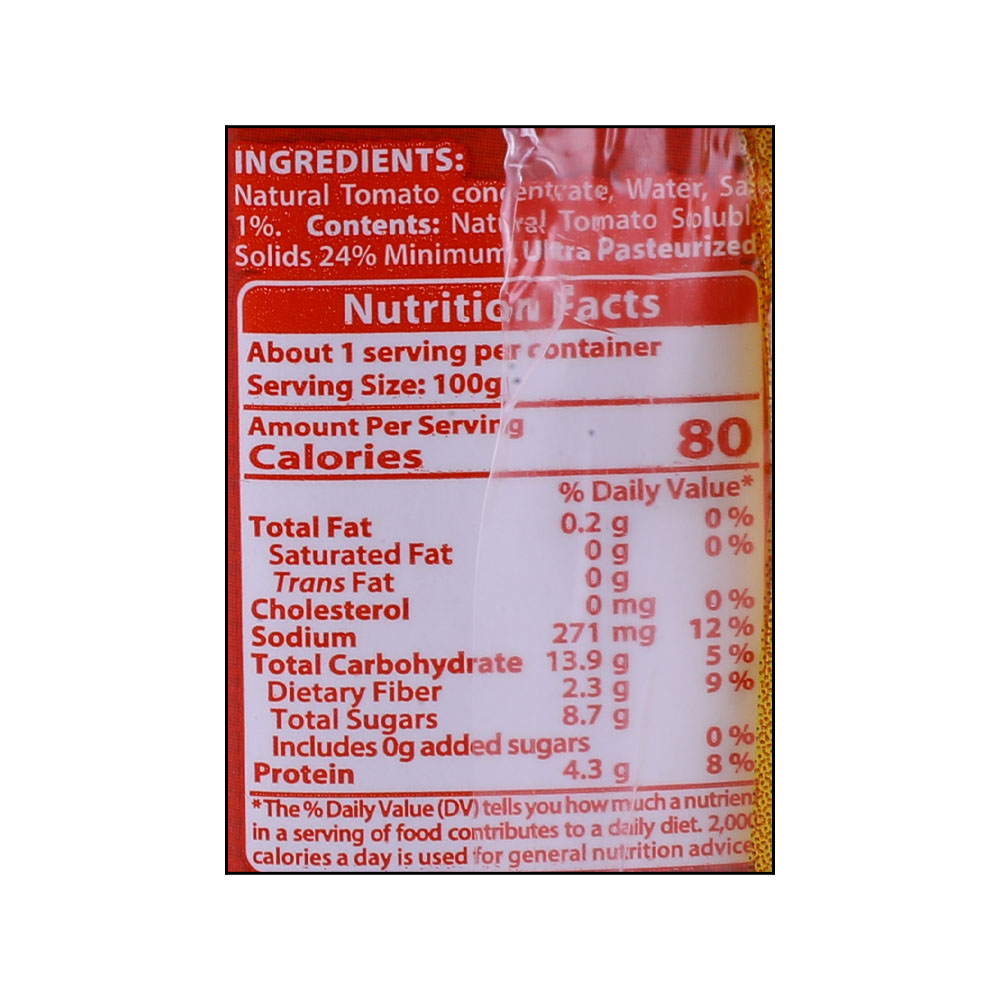 INGREDIENTS:
Natural Tomato concentrate, Water, Sa
1%. Contents: Natural Tomato Solubl
Solids 24% Minimum. Ultra Pasteurized
Nutrition Facts
About 1 serving per container
Serving Size: 100g
Amount Per Serving
Calories 80
% Daily Value*
Total Fat 0.2 g 0 %
Saturated Fat 0 g 0 %
Trans Fat 0 g
Cholesterol 0 mg 0 %
Sodium 271 mg 12 %
Total Carbohydrate 13.9 g 5 %
Dietary Fiber 2.3 g 9 %
Total Sugars 8.7 g
Includes 0g added sugars 0 %
Protein 4.3 g 8 %
*The % Daily Value (DV) tells you how much a nutrient
in a serving of food contributes to a daily diet. 2,000
calories a day is used for general nutrition advice